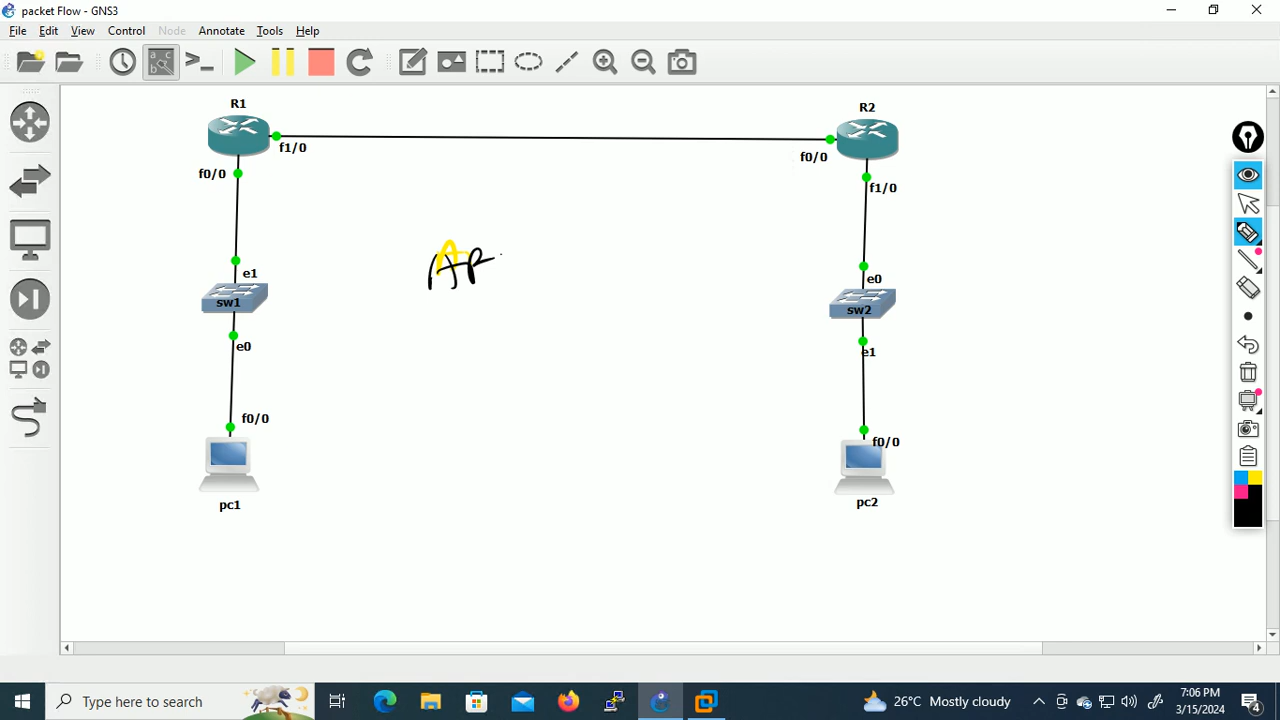 packet Flow - GNS3
File Edit View Control Node Annotate Tools Help
R1
R2
f1/0
f0/0
f0/0
f1/0
e1
e0
sw1
sw2
e0
e1
f0/0
f0/0
pc1
pc2
Type here to search
26°C Mostly cloudy
7:06 PM
3/15/2024
4